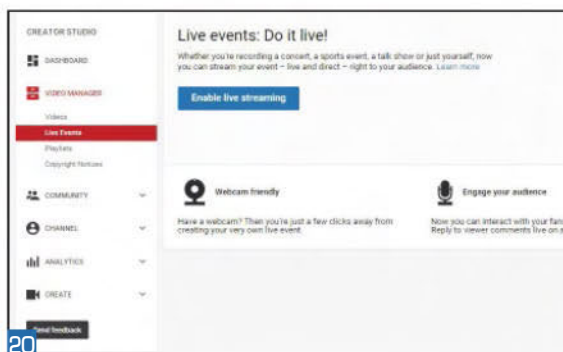 CREATOR STUDIO
DASHBOARD
VIDEO MANAGER
Videos
Live Events
Playlists
Copyright Notices
COMMUNITY
CHANNEL
ANALYTICS
CREATE
Send feedback
20
Live events: Do it live!
Whether you're recording a concert, a sports event, a talk show or just yourself, now
you can stream your event – live and direct – right to your audience. Learn more
Enable live streaming
Webcam friendly
Have a webcam? Then you're just a few clicks away from
creating your very own live event
Engage your audience
Now you can interact with your fan
Reply to viewer comments live on